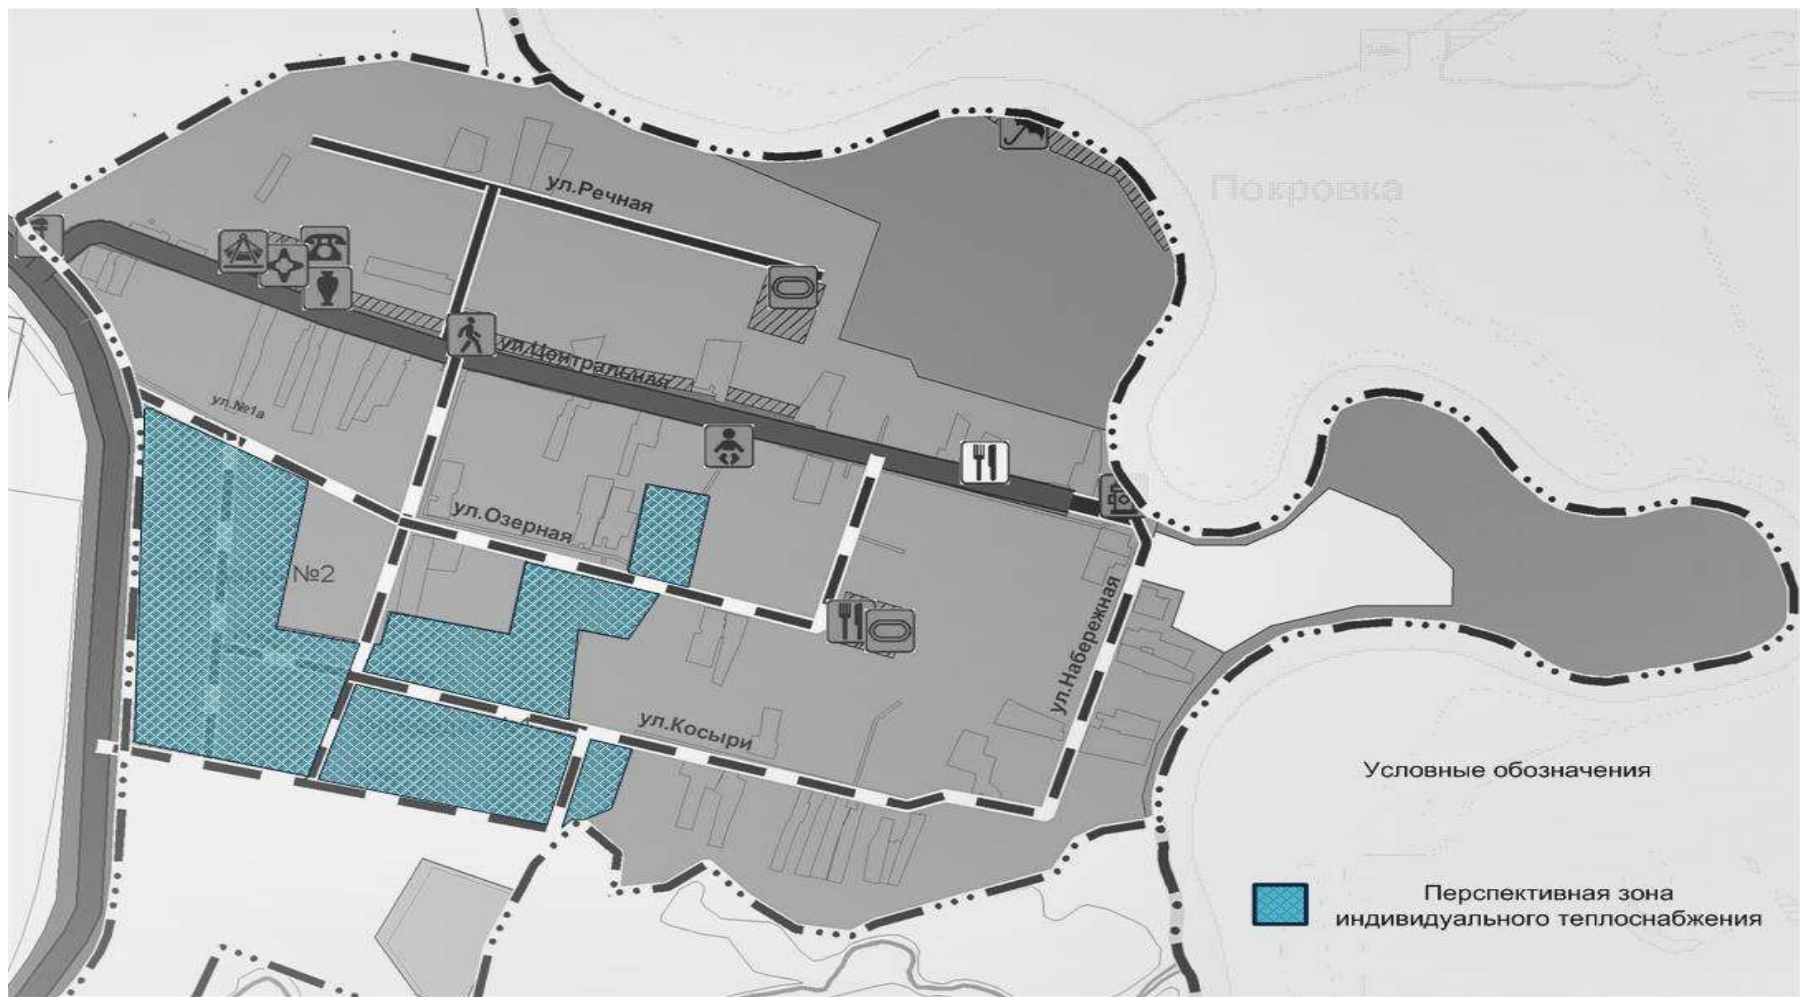 Покровка
ул.Речная
ул.Центральная
ул.№1а
ул.Озерная
№2
ул.Набережная
ул.Косыри
Условные обозначения
Перспективная зона
индивидуального теплоснабжения